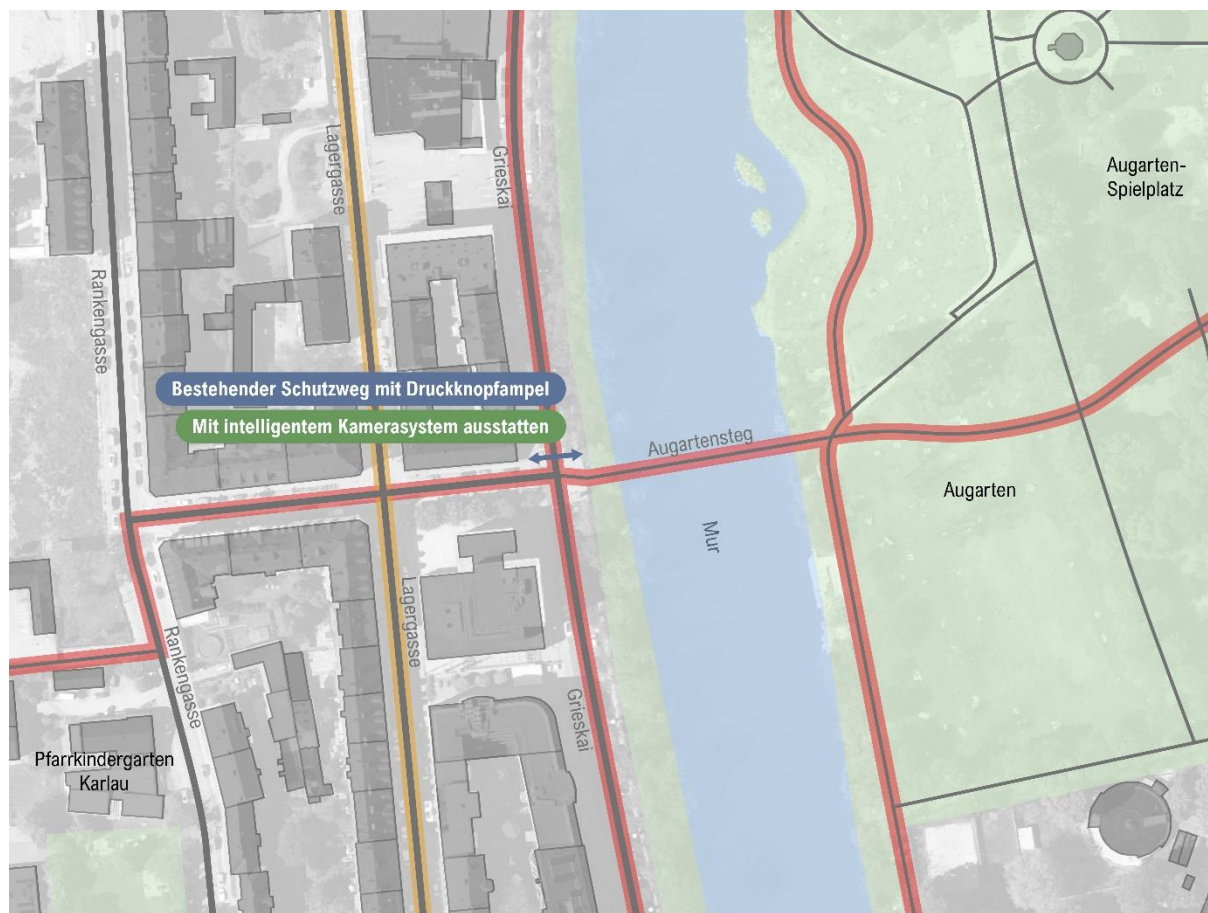 Lagergasse
Grieskai
Augarten-
Spielplatz
Rankengasse
Bestehender Schutzweg mit Druckknopfampel
Mit intelligentem Kamerasystem ausstatten
Augartensteg
Augarten
Mur
Lagergasse
Rankengasse
Grieskai
Pfarrkindergarten
Karlau